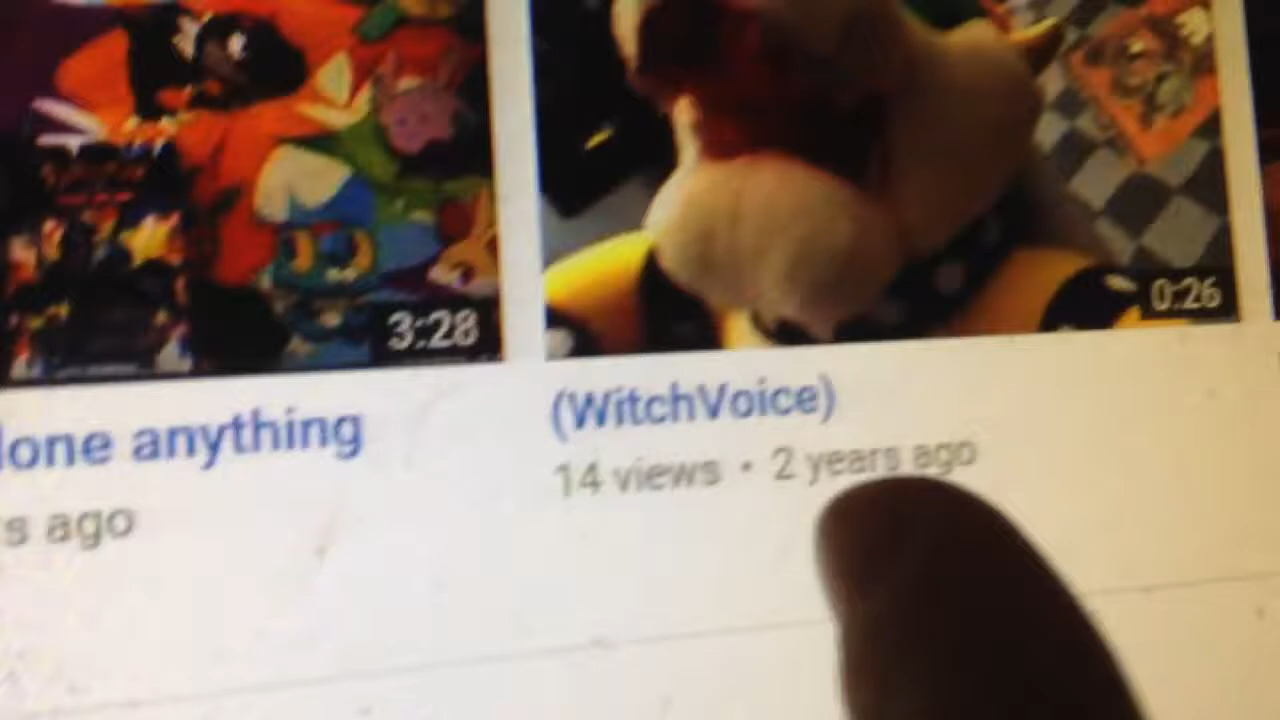 3:28
0:26
lone anything
s ago
(WitchVoice)
14 views • 2 years ago